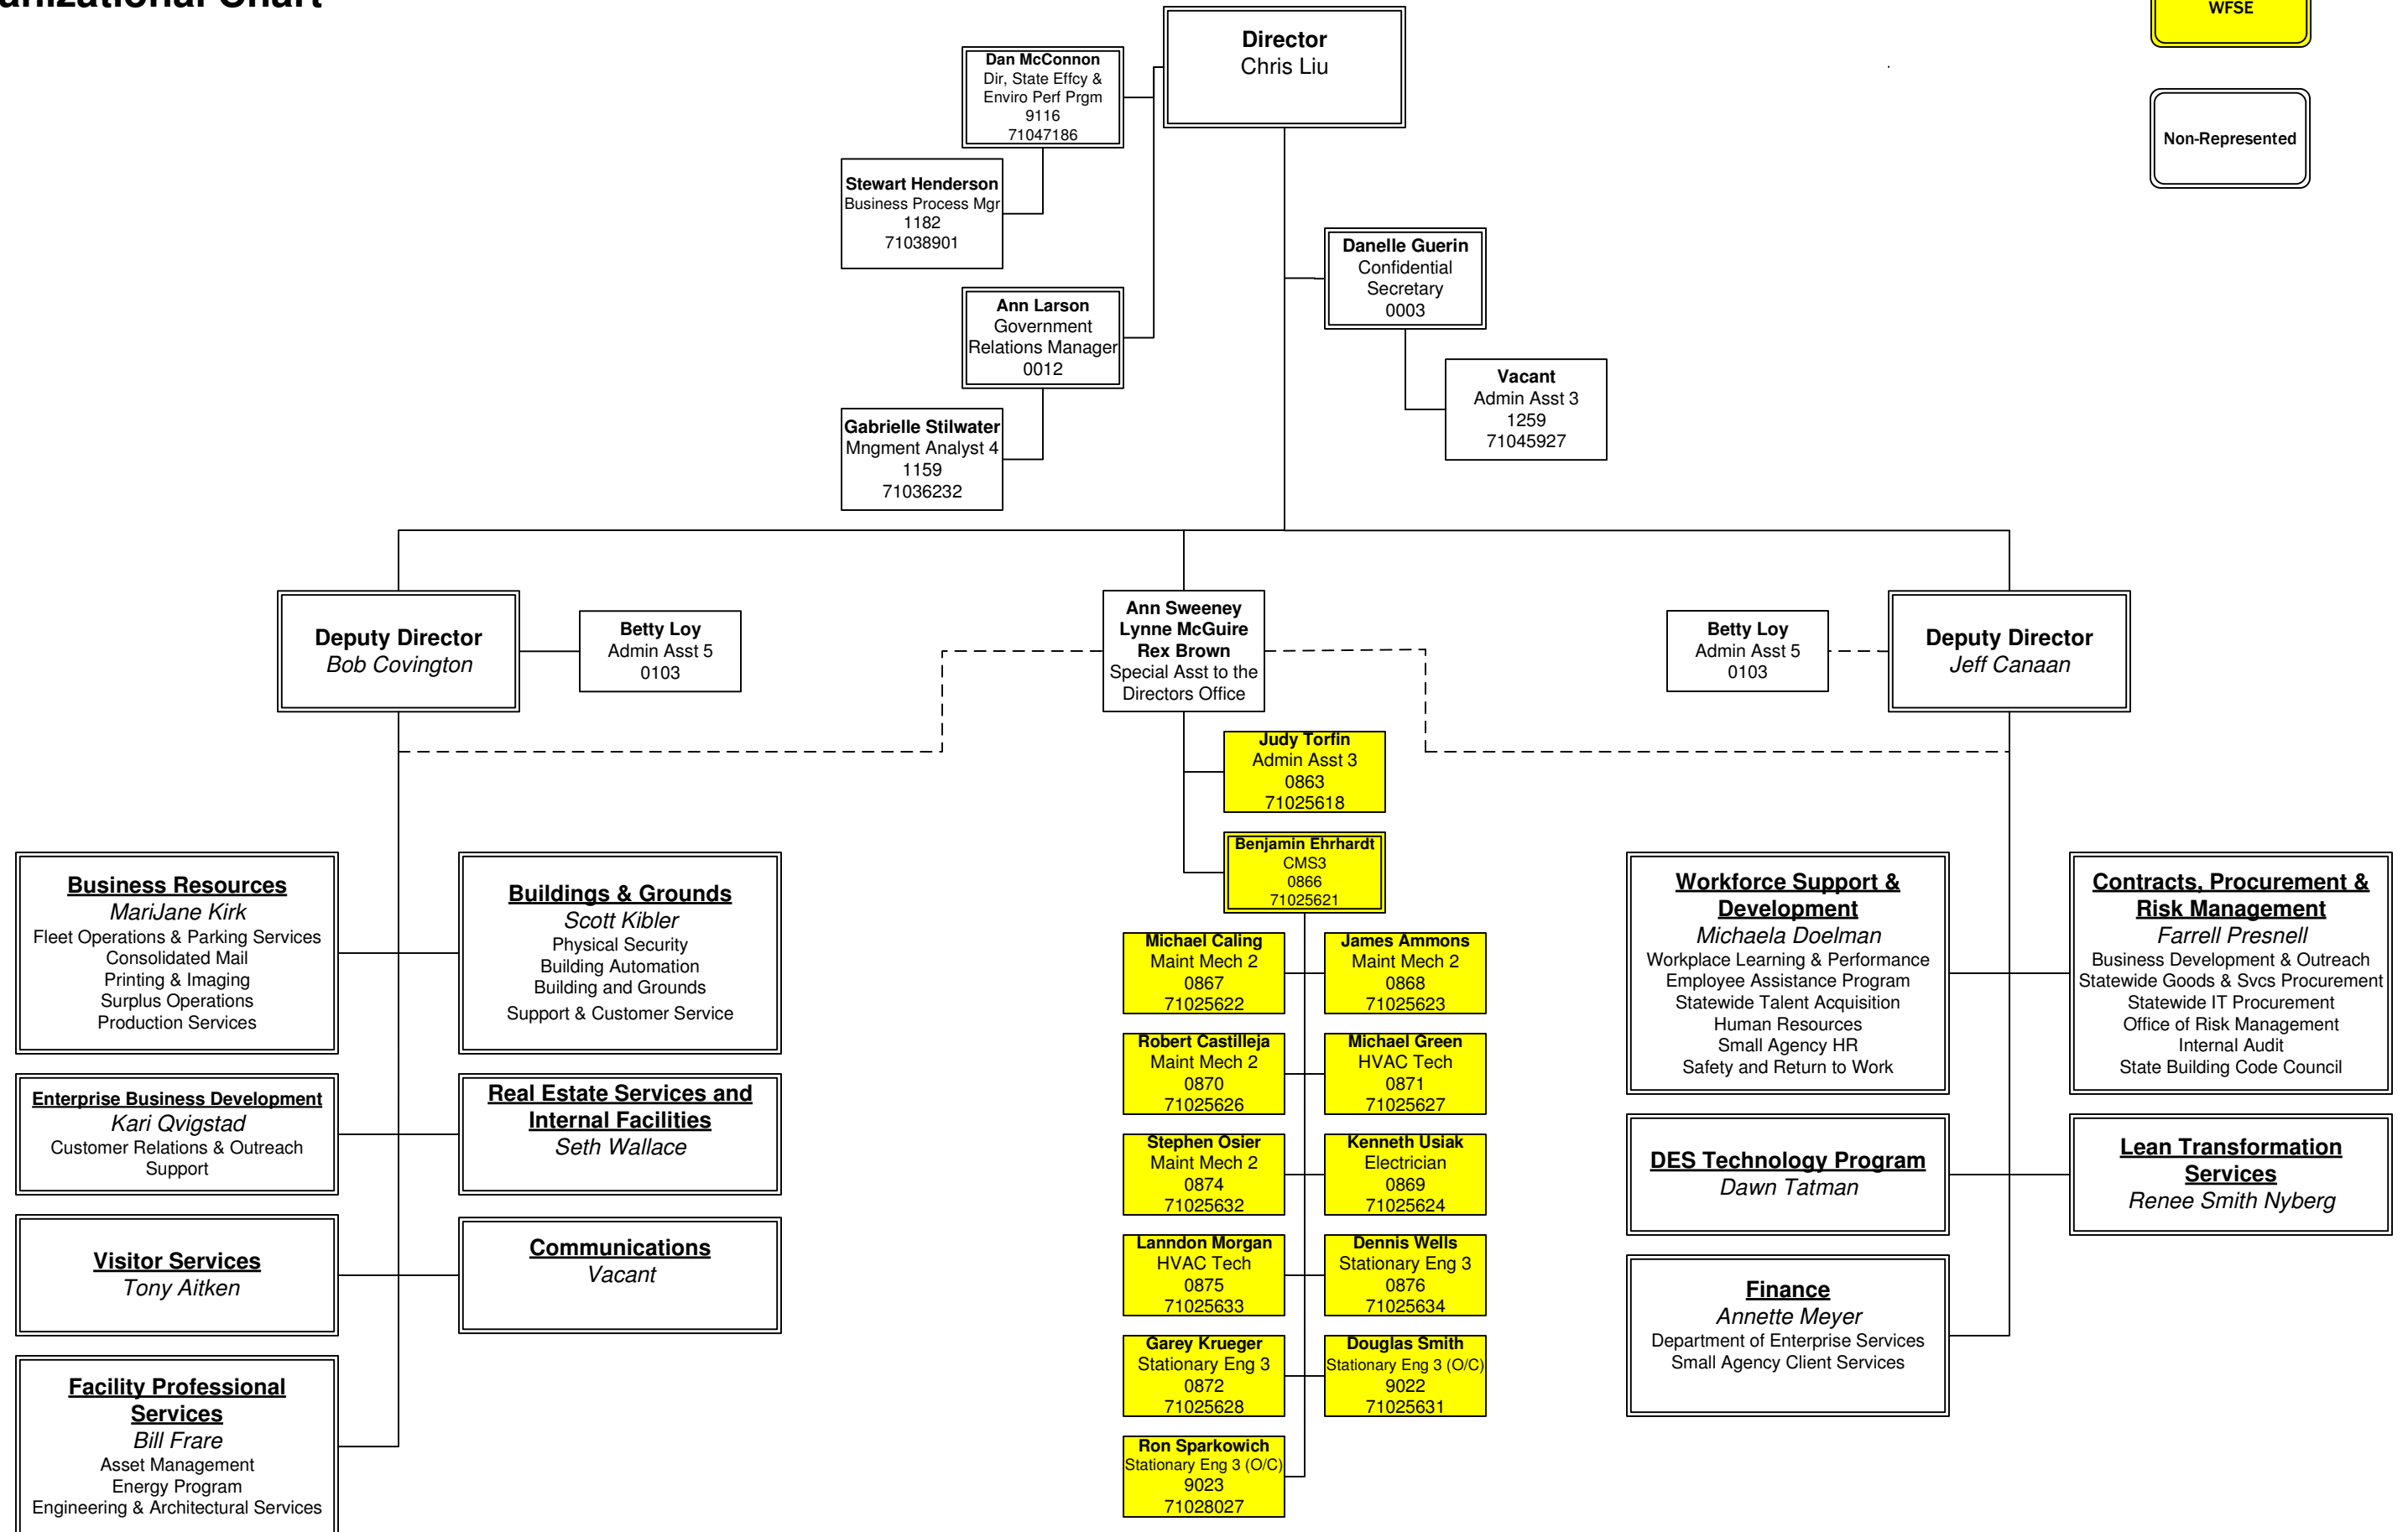 WFSE
Non-Represented
Director
Chris Liu
Dan McConnon
Dir, State Effcy &
Enviro Perf Prgm
9116
71047186
Stewart Henderson
Business Process Mgr
1182
71038901
Ann Larson
Government
Relations Manager
0012
Gabrielle Stilwater
Mngment Analyst 4
1159
71036232
Danelle Guerin
Confidential
Secretary
0003
Vacant
Admin Asst 3
1259
71045927
Deputy Director
Bob Covington
Betty Loy
Admin Asst 5
0103
Ann Sweeney
Lynne McGuire
Rex Brown
Special Asst to the
Directors Office
Betty Loy
Admin Asst 5
0103
Deputy Director
Jeff Canaan
Judy Torfin
Admin Asst 3
0863
71025618
Benjamin Ehrhardt
CMS3
0866
71025621
Michael Caling
Maint Mech 2
0867
71025622
James Ammons
Maint Mech 2
0868
71025623
Robert Castilleja
Maint Mech 2
0870
71025626
Michael Green
HVAC Tech
0871
71025627
Stephen Osier
Maint Mech 2
0874
71025632
Kenneth Usiak
Electrician
0869
71025624
Lanndon Morgan
HVAC Tech
0875
71025633
Dennis Wells
Stationary Eng 3
0876
71025634
Garey Krueger
Stationary Eng 3
0872
71025628
Douglas Smith
Stationary Eng 3 (O/C)
9022
71025631
Ron Sparkowich
Stationary Eng 3 (O/C)
9023
71028027
Business Resources
MariJane Kirk
Fleet Operations & Parking Services
Consolidated Mail
Printing & Imaging
Surplus Operations
Production Services
Buildings & Grounds
Scott Kibler
Physical Security
Building Automation
Building and Grounds
Support & Customer Service
Enterprise Business Development
Kari Qvigstad
Customer Relations & Outreach
Support
Real Estate Services and
Internal Facilities
Seth Wallace
Visitor Services
Tony Aitken
Communications
Vacant
Facility Professional
Services
Bill Frare
Asset Management
Energy Program
Engineering & Architectural Services
Workforce Support &
Development
Michaela Doelman
Workplace Learning & Performance
Employee Assistance Program
Statewide Talent Acquisition
Human Resources
Small Agency HR
Safety and Return to Work
Contracts, Procurement &
Risk Management
Farrell Presnell
Business Development & Outreach
Statewide Goods & Svcs Procurement
Statewide IT Procurement
Office of Risk Management
Internal Audit
State Building Code Council
DES Technology Program
Dawn Tatman
Lean Transformation
Services
Renee Smith Nyberg
Finance
Annette Meyer
Department of Enterprise Services
Small Agency Client Services